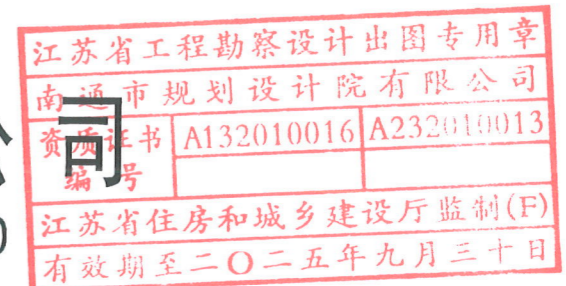 江苏省工程勘察设计出图专用章
南通市规划设计院有限公司
资质证书编号 A132010016 A232010013
江苏省住房和城乡建设厅监制(F)
有效期至二〇二五年九月三十日
公司